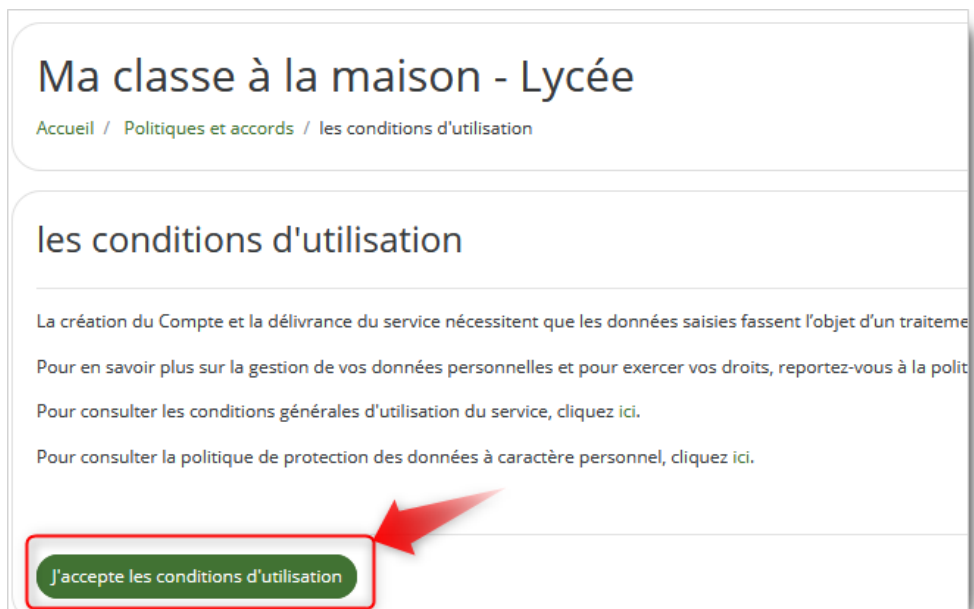 Ma classe à la maison - Lycée
Accueil / Politiques et accords / les conditions d'utilisation
les conditions d'utilisation
La création du Compte et la délivrance du service nécessitent que les données saisies fassent l’objet d’un traiteme
Pour en savoir plus sur la gestion de vos données personnelles et pour exercer vos droits, reportez-vous à la polit
Pour consulter les conditions générales d'utilisation du service, cliquez ici.
Pour consulter la politique de protection des données à caractère personnel, cliquez ici.
J'accepte les conditions d'utilisation